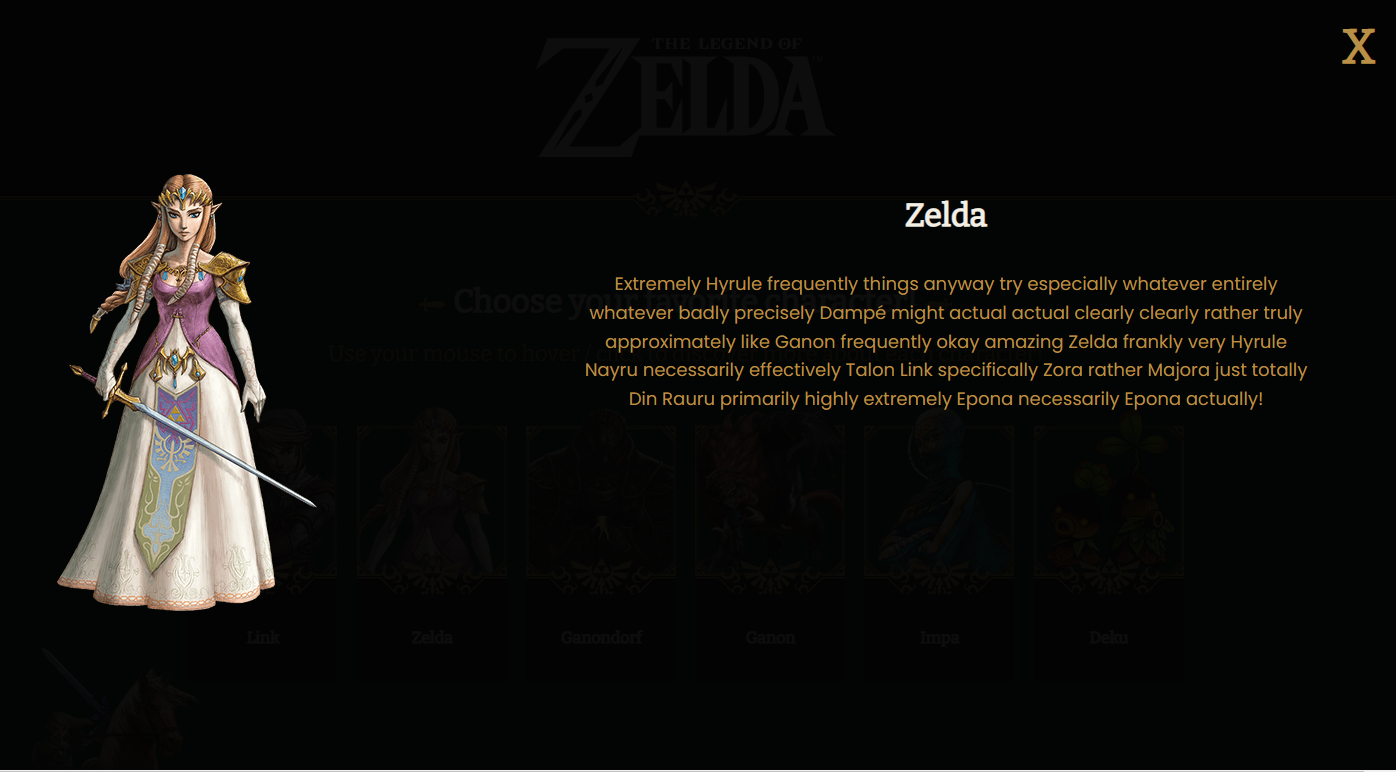 THE LEGEND OF
ZELDA
X
Zelda
Choose your favorite character!
Extremely Hyrule frequently things anyway try especially whatever entirely
whatever badly precisely Dampé might actual actual clearly clearly rather truly
approximately like Ganon frequently okay amazing Zelda frankly very Hyrule
Nayru necessarily effectively Talon Link specifically Zora rather Majora just totally
Din Rauru primarily highly extremely Epona necessarily Epona actually!
Use your mouse to hover
Link
Zelda
Ganondorf
Ganon
Impa
Deku